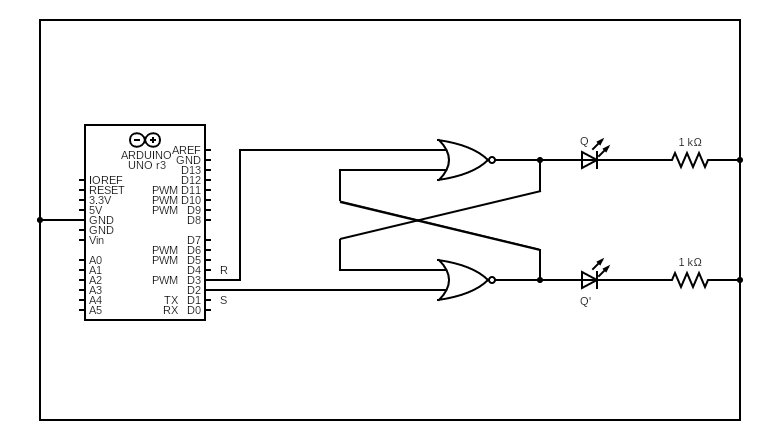 ARDUINO
UNO r3
AREF
GND
D13
IOREF
D12
RESET
PWM D11
3.3V
PWM D10
5V
PWM D9
GND
D8
GND
Vin
D7
PWM D6
A0
PWM D5
A1
D4
R
A2
PWM D3
A3
D2
A4
TX D1
S
A5
RX D0
Q
1 kΩ
1 kΩ
Q'